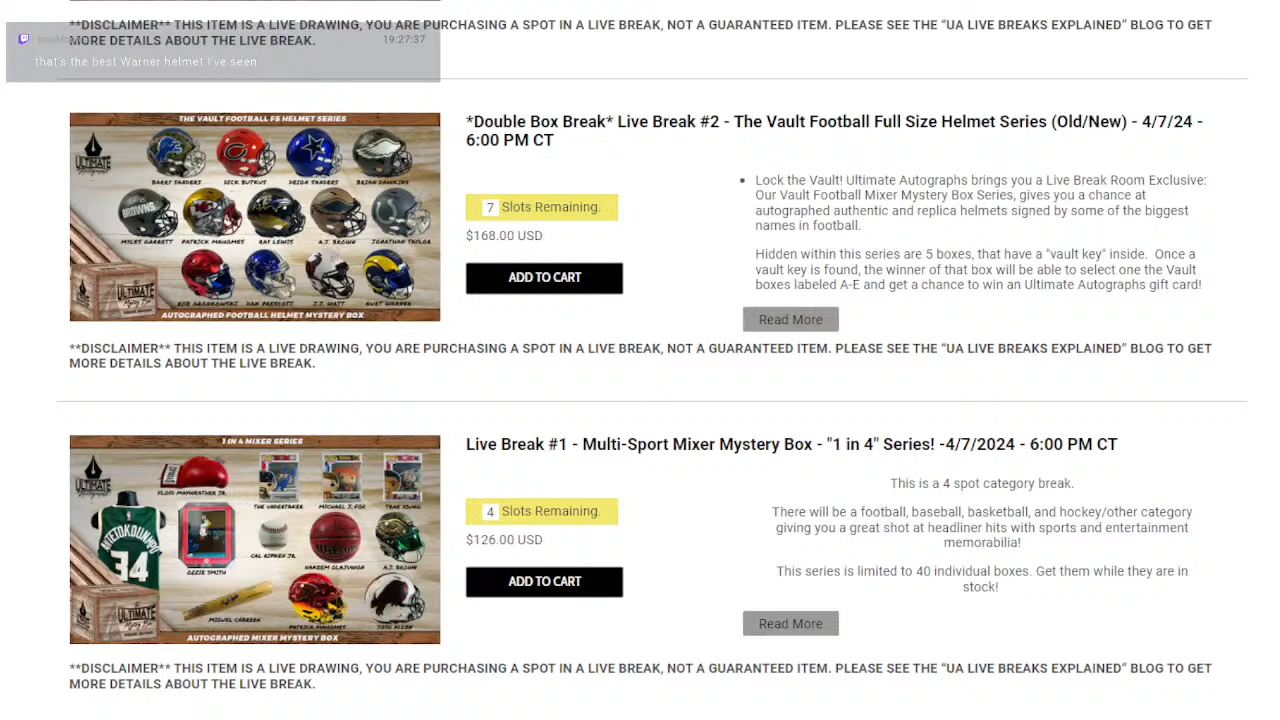 **DISCLAIMER** THIS ITEM IS A LIVE DRAWING, YOU ARE PURCHASING A SPOT IN A LIVE BREAK, NOT A GUARANTEED ITEM. PLEASE SEE THE “UA LIVE BREAKS EXPLAINED” BLOG TO GET
MORE DETAILS ABOUT THE LIVE BREAK.
19:27:37
that's the best Warner helmet I've seen
THE VAULT FOOTBALL FS HELMET SERIES
ULTIMATE
BARRY SANDERS DICK BUTKUS DEION SANDERS BRIAN DAWKINS
BROWNS
MYLES GARRETT PATRICK MAHOMES RAY LEWIS A.J. BROWN JONATHAN TAYLOR
ULTIMATE
ROB GRONKOWSKI DAK PRESCOTT J.J. WATT KURT WARNER
AUTOGRAPHED FOOTBALL HELMET MYSTERY BOX
*Double Box Break* Live Break #2 - The Vault Football Full Size Helmet Series (Old/New) - 4/7/24 -
6:00 PM CT
7 Slots Remaining.
$168.00 USD
ADD TO CART
• Lock the Vault! Ultimate Autographs brings you a Live Break Room Exclusive:
Our Vault Football Mixer Mystery Box Series, gives you a chance at
autographed authentic and replica helmets signed by some of the biggest
names in football.
Hidden within this series are 5 boxes, that have a "vault key" inside. Once a
vault key is found, the winner of that box will be able to select one the Vault
boxes labeled A-E and get a chance to win an Ultimate Autographs gift card!
Read More
**DISCLAIMER** THIS ITEM IS A LIVE DRAWING, YOU ARE PURCHASING A SPOT IN A LIVE BREAK, NOT A GUARANTEED ITEM. PLEASE SEE THE “UA LIVE BREAKS EXPLAINED” BLOG TO GET
MORE DETAILS ABOUT THE LIVE BREAK.
1 IN 4 MIXER SERIES
ULTIMATE
Autographs
FLOYD MAYWEATHER JR. THE UNDERTAKER MICHAEL J. FOX TRAE YOUNG
ANTETOKOUNMPO
34
OZZIE SMITH CAL RIPKEN JR. HAKEEM OLAJUWON A.J. BROWN
Wilson
ULTIMATE
MIGUEL CABRERA PATRICK MAHOMES JOSH ALLEN
AUTOGRAPHED MIXER MYSTERY BOX
Live Break #1 - Multi-Sport Mixer Mystery Box - "1 in 4" Series! -4/7/2024 - 6:00 PM CT
4 Slots Remaining.
$126.00 USD
ADD TO CART
This is a 4 spot category break.
There will be a football, baseball, basketball, and hockey/other category
giving you a great shot at headliner hits with sports and entertainment
memorabilia!
This series is limited to 40 individual boxes. Get them while they are in
stock!
Read More
**DISCLAIMER** THIS ITEM IS A LIVE DRAWING, YOU ARE PURCHASING A SPOT IN A LIVE BREAK, NOT A GUARANTEED ITEM. PLEASE SEE THE “UA LIVE BREAKS EXPLAINED” BLOG TO GET
MORE DETAILS ABOUT THE LIVE BREAK.